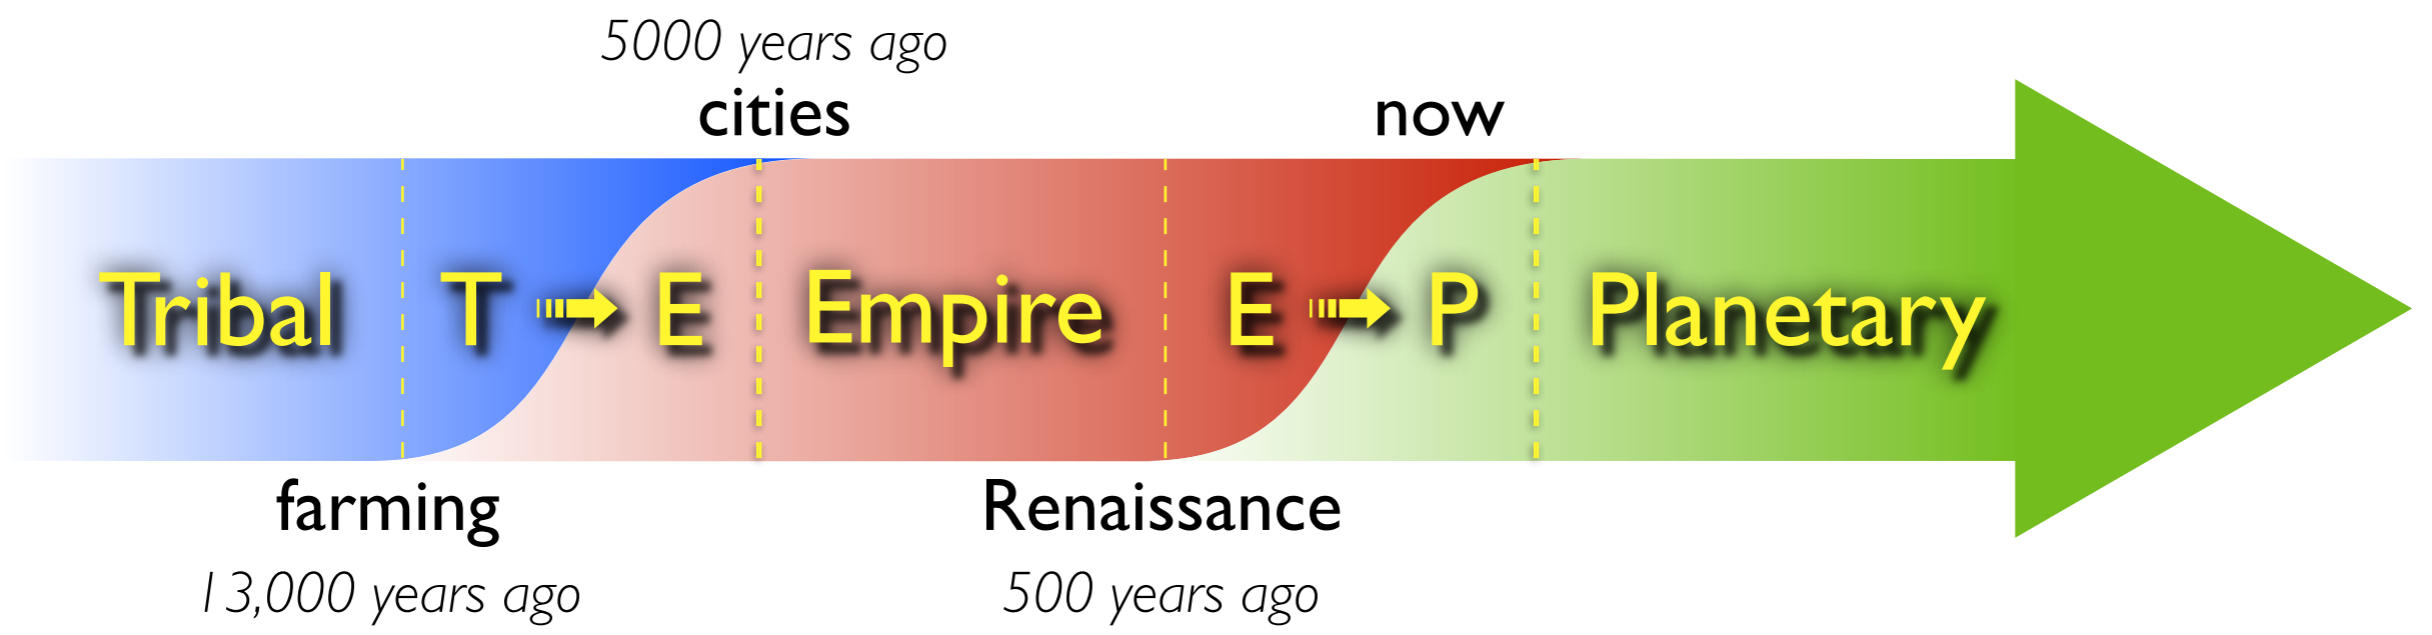 5000 years ago
cities
now
Tribal
T
E
Empire
E
P
Planetary
farming
Renaissance
13,000 years ago
500 years ago